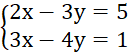 2x − 3y = 5
3x − 4y = 1